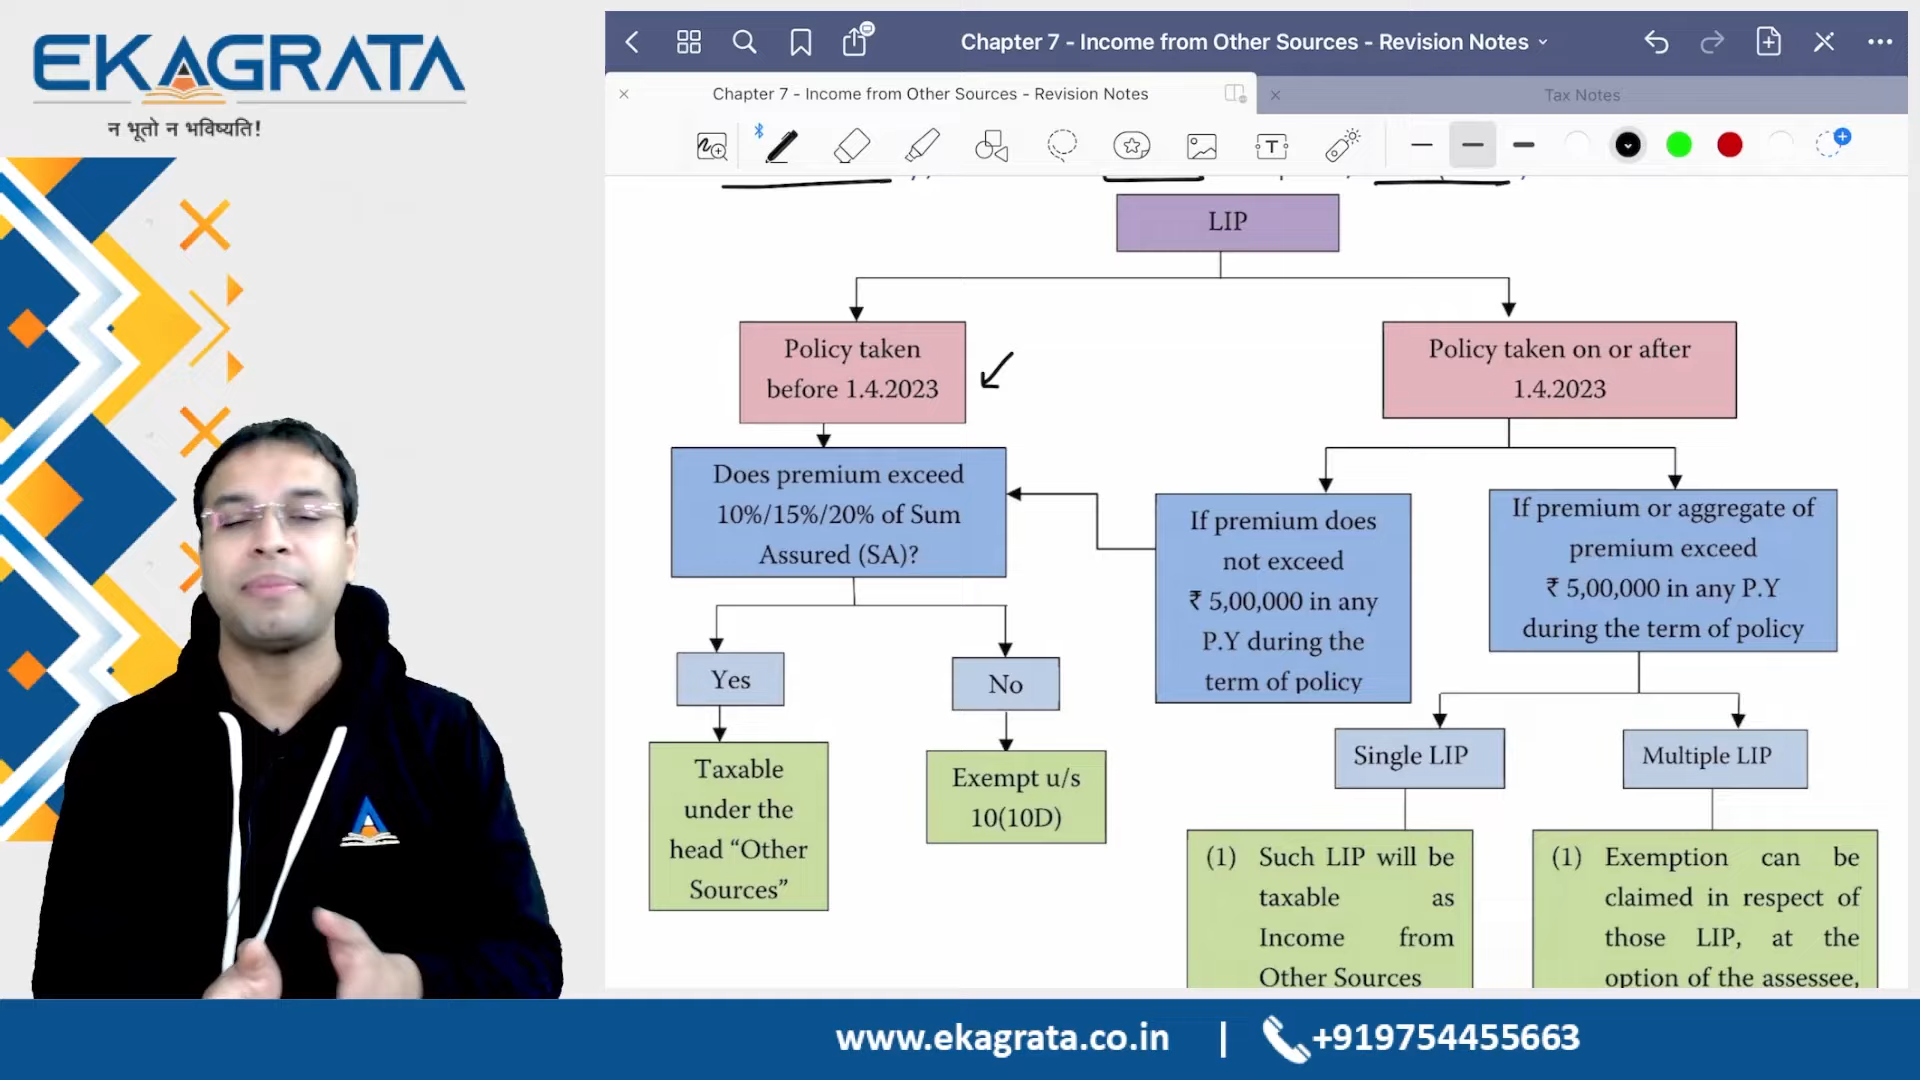 EKAGRATA
न भूतो न भविष्यति!
Chapter 7 - Income from Other Sources - Revision Notes
Chapter 7 - Income from Other Sources - Revision Notes
Tax Notes
LIP
Policy taken
before 1.4.2023
Policy taken on or after
1.4.2023
Does premium exceed
10%/15%/20% of Sum
Assured (SA)?
If premium does
not exceed
₹ 5,00,000 in any
P.Y during the
term of policy
If premium or aggregate of
premium exceed
₹ 5,00,000 in any P.Y
during the term of policy
Yes
No
Single LIP
Multiple LIP
Taxable
under the
head “Other
Sources”
Exempt u/s
10(10D)
(1) Such LIP will be
taxable as
Income from
Other Sources
(1) Exemption can be
claimed in respect of
those LIP, at the
option of the assessee,
www.ekagrata.co.in | +919754455663